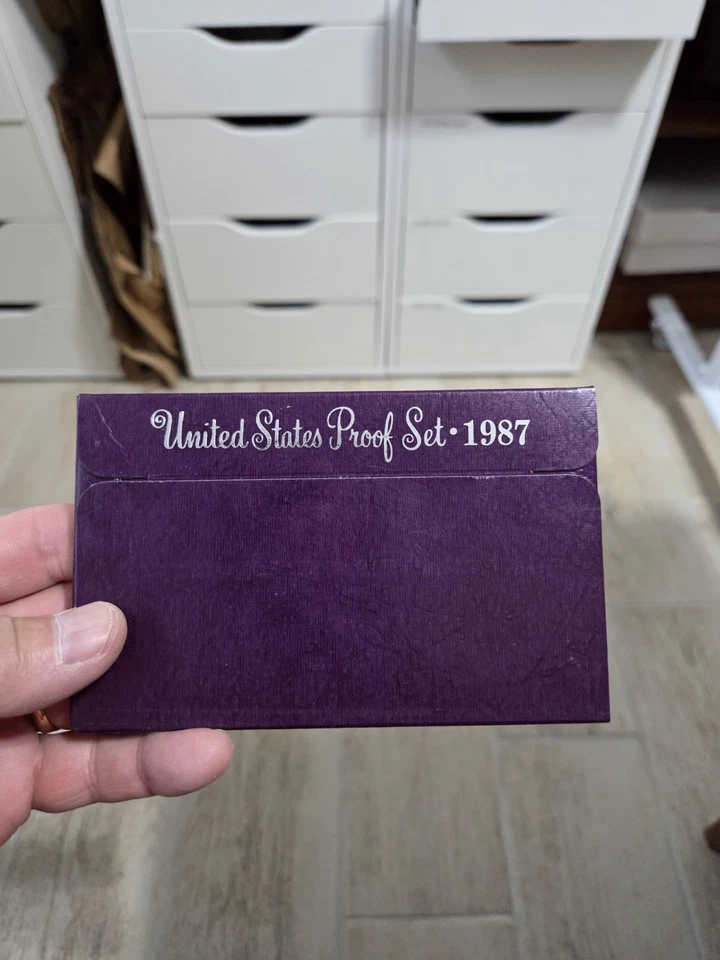 United States Proof Set • 1987